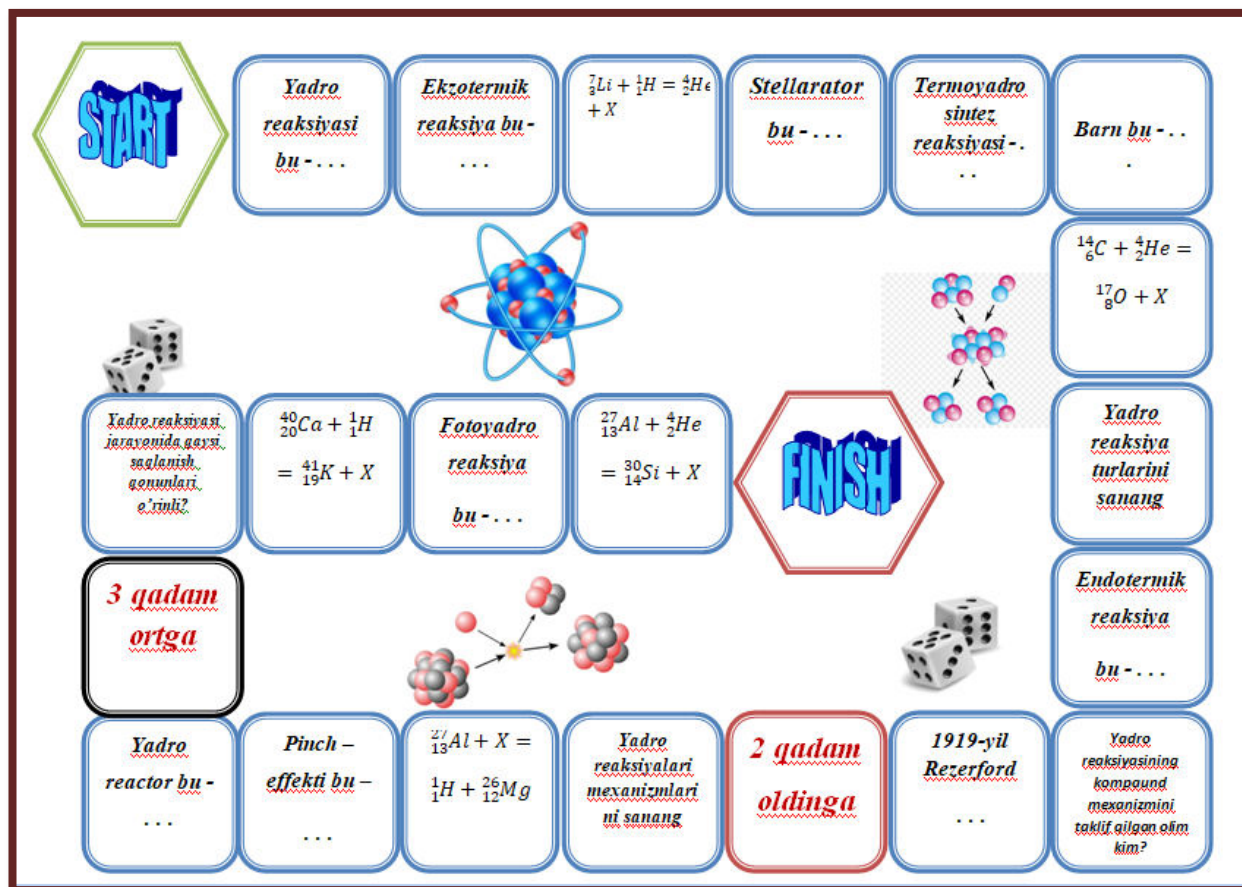 START
Yadro
reaksiyasi
bu - . . .
Ekzotermik
reaksiya bu -
. . .
⁷₃Li + ¹₁H = ⁴₂He
+ X
Stellarator
bu - . . .
Termoyadro
sintez
reaksiyasi - .
. .
Barn bu - . .
.
¹⁴₆C + ⁴₂He =
¹⁷₈O + X
Yadro
reaksiya
turlarini
sanang
Endotermik
reaksiya
bu - . . .
Yadro
reaksiyasining
kompaund
mexanizmini
taklif qilgan olim
kim?
1919-yil
Rezerford
. . .
2 qadam
oldinga
Yadro
reaksiyalari
mexanizmlari
ni sanang
²⁷₁₃Al + X =
¹₁H + ²⁶₁₂Mg
Pinch –
effekti bu –
. . .
Yadro
reactor bu -
. . .
3 qadam
ortga
Yadro reaksiyasi
jarayonida qaysi
saqlanish
qonunlari
o’rinli?
⁴⁰₂₀Ca + ¹₁H
= ⁴¹₁₉K + X
Fotoyadro
reaksiya
bu - . . .
²⁷₁₃Al + ⁴₂He
= ³⁰₁₄Si + X
FINISH